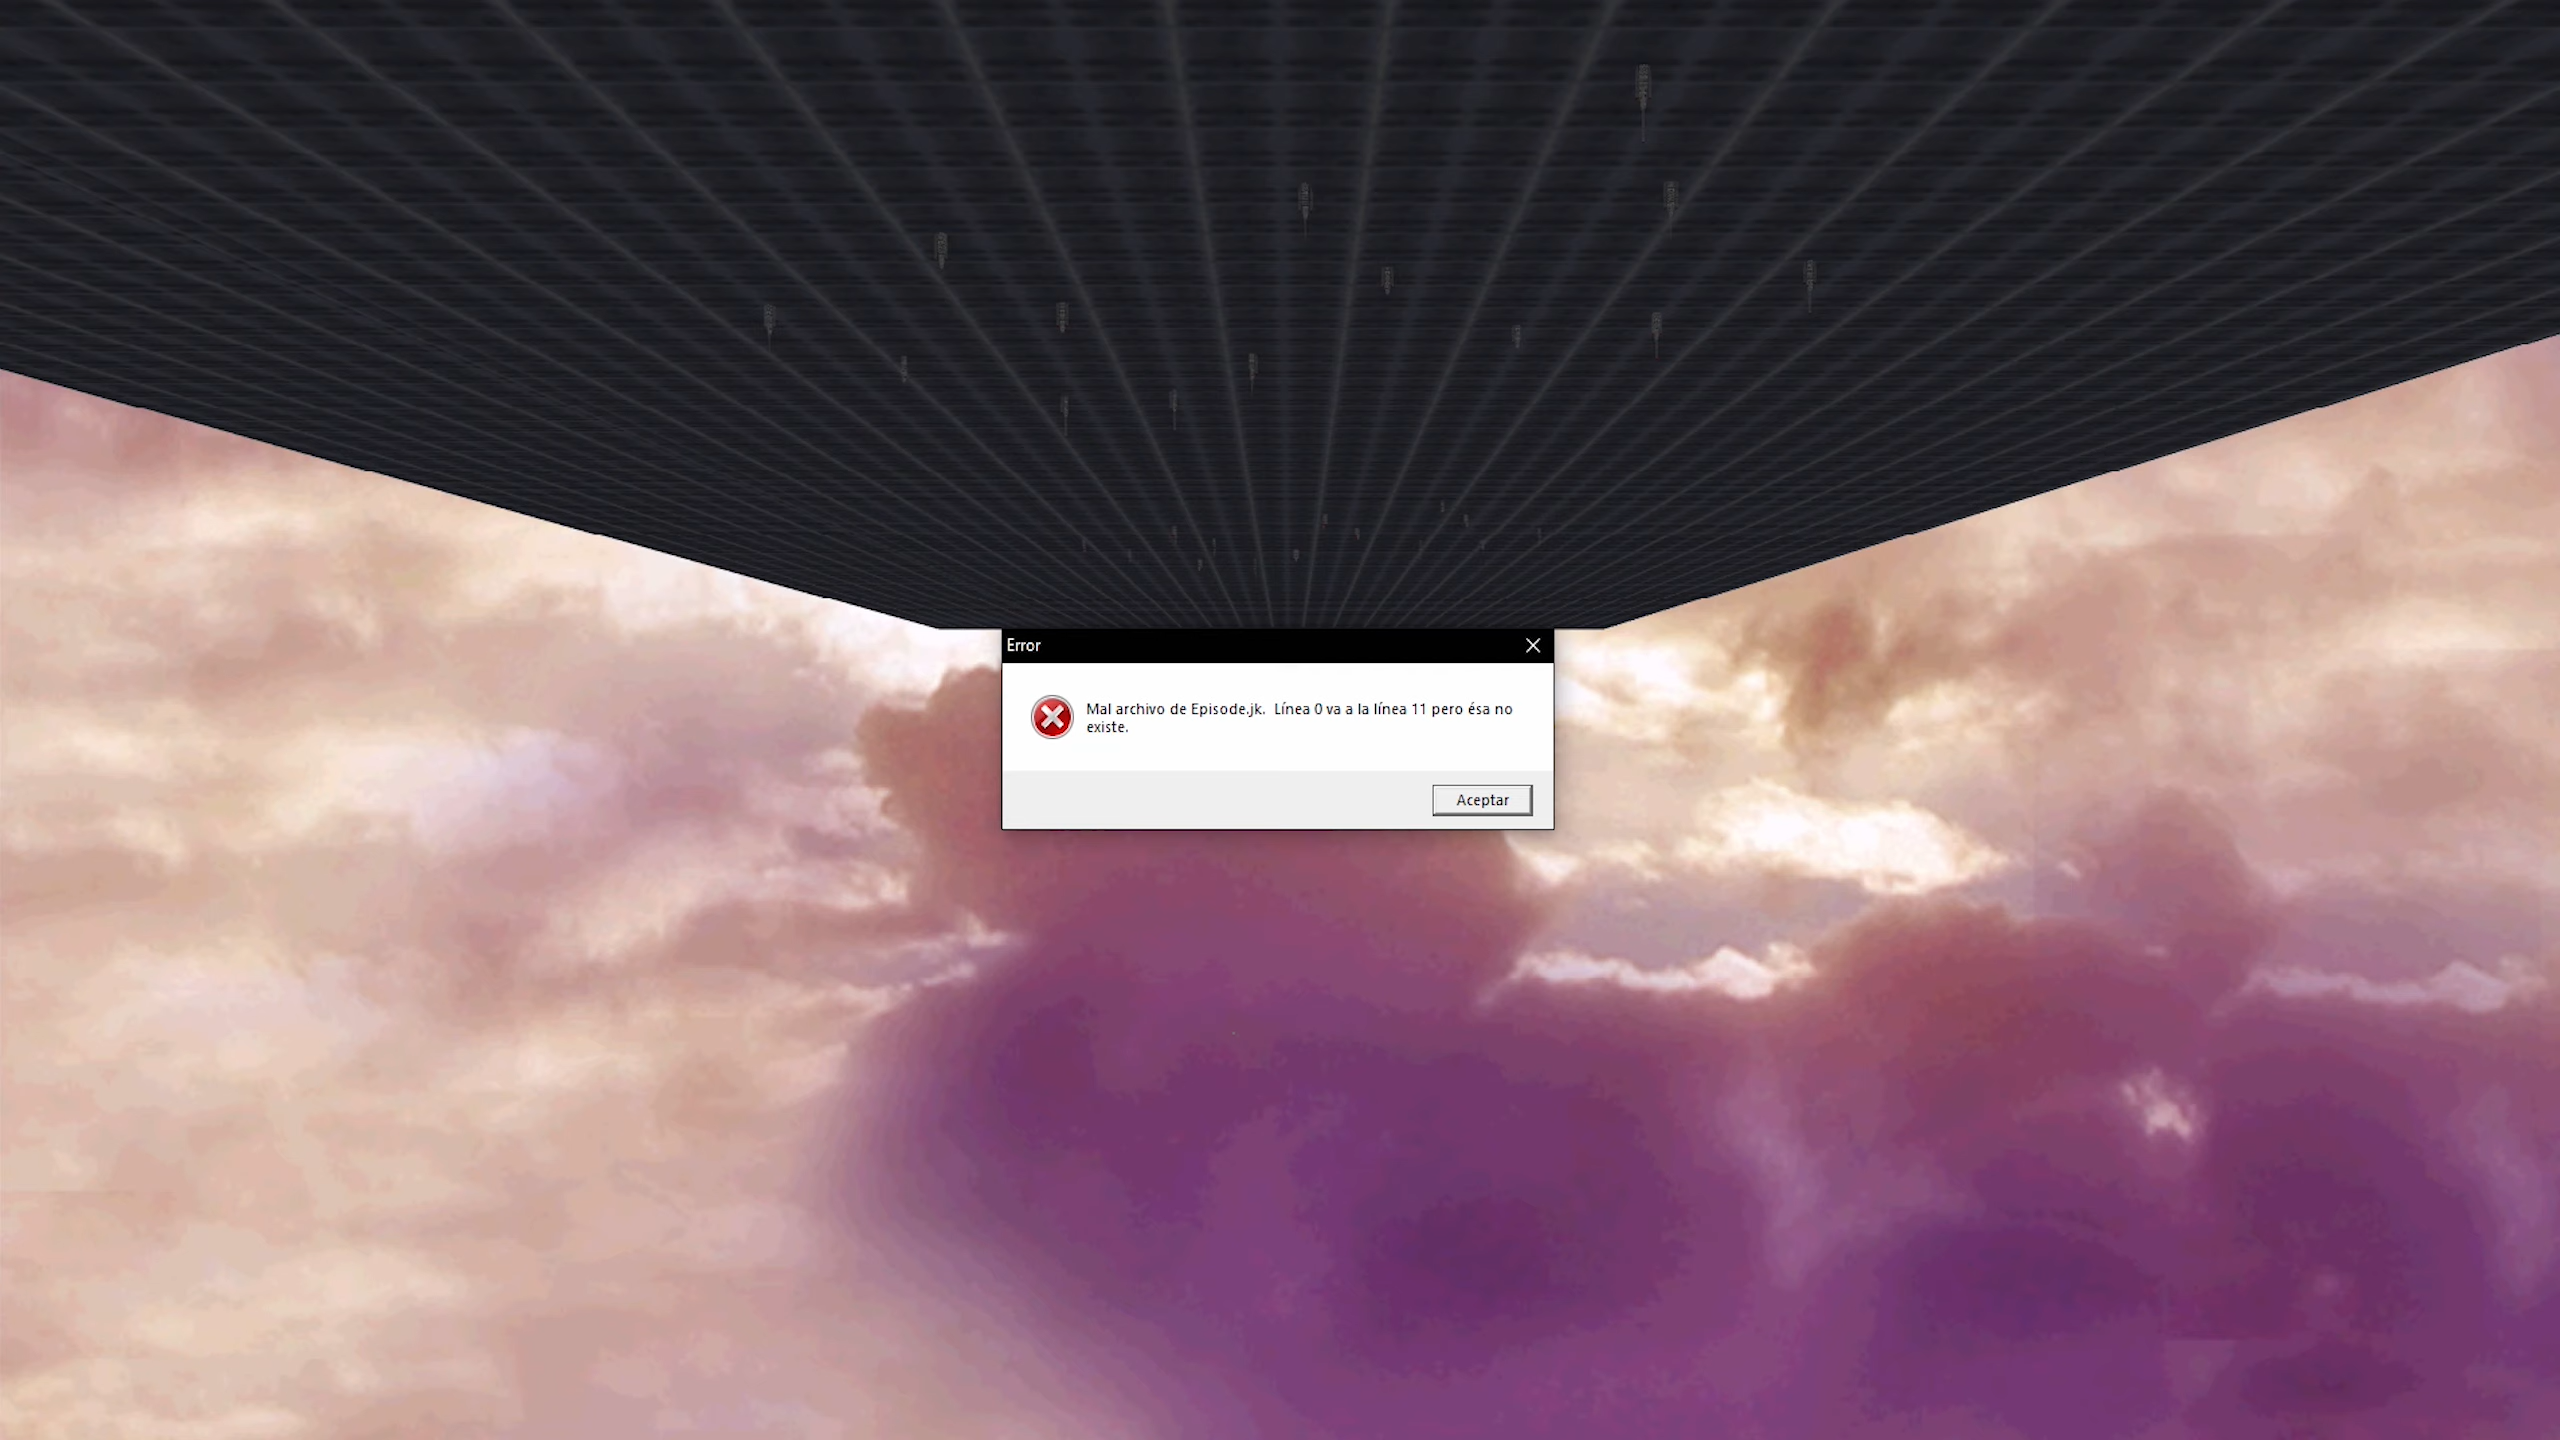 Error
Mal archivo de Episode.jk.  Línea 0 va a la línea 11 pero ésa no
existe.
Aceptar